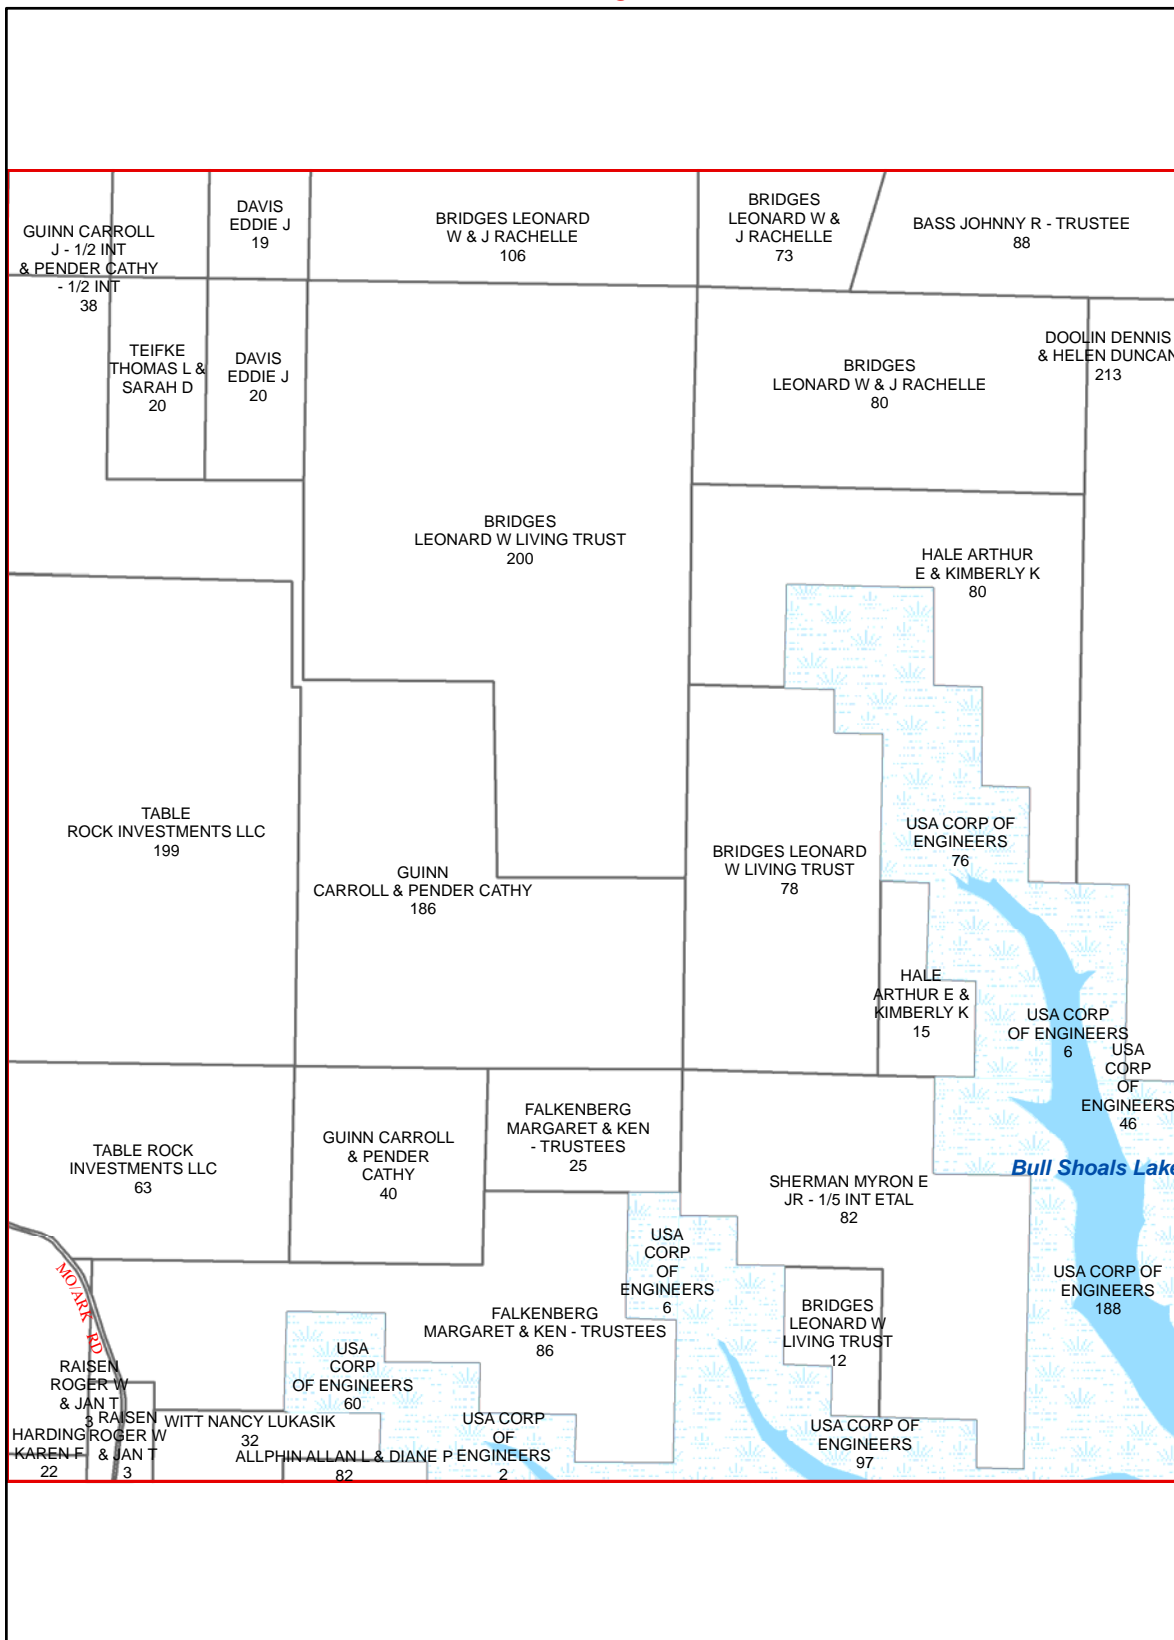 GUINN CARROLL
J - 1/2 INT
& PENDER CATHY
- 1/2 INT
38
DAVIS
EDDIE J
19
BRIDGES LEONARD
W & J RACHELLE
106
BRIDGES
LEONARD W &
J RACHELLE
73
BASS JOHNNY R - TRUSTEE
88
TEIFKE
THOMAS L &
SARAH D
20
DAVIS
EDDIE J
20
BRIDGES
LEONARD W & J RACHELLE
80
DOOLIN DENNIS
& HELEN DUNCAN
213
BRIDGES
LEONARD W LIVING TRUST
200
HALE ARTHUR
E & KIMBERLY K
80
TABLE
ROCK INVESTMENTS LLC
199
GUINN
CARROLL & PENDER CATHY
186
BRIDGES LEONARD
W LIVING TRUST
78
USA CORP OF
ENGINEERS
76
HALE
ARTHUR E &
KIMBERLY K
15
USA CORP
OF ENGINEERS
6
USA
CORP
OF
ENGINEERS
46
TABLE ROCK
INVESTMENTS LLC
63
GUINN CARROLL
& PENDER
CATHY
40
FALKENBERG
MARGARET & KEN
- TRUSTEES
25
SHERMAN MYRON E
JR - 1/5 INT ETAL
82
Bull Shoals Lake
USA
CORP
OF
ENGINEERS
6
USA CORP OF
ENGINEERS
188
MO/ARK RD
FALKENBERG
MARGARET & KEN - TRUSTEES
86
BRIDGES
LEONARD W
LIVING TRUST
12
USA
CORP
OF ENGINEERS
60
RAISEN
ROGER W
& JAN T
3
RAISEN
ROGER W
& JAN T
3
HARDING
KAREN F
22
WITT NANCY LUKASIK
32
ALLPHIN ALLAN L & DIANE P
82
USA CORP
OF
ENGINEERS
2
USA CORP OF
ENGINEERS
97